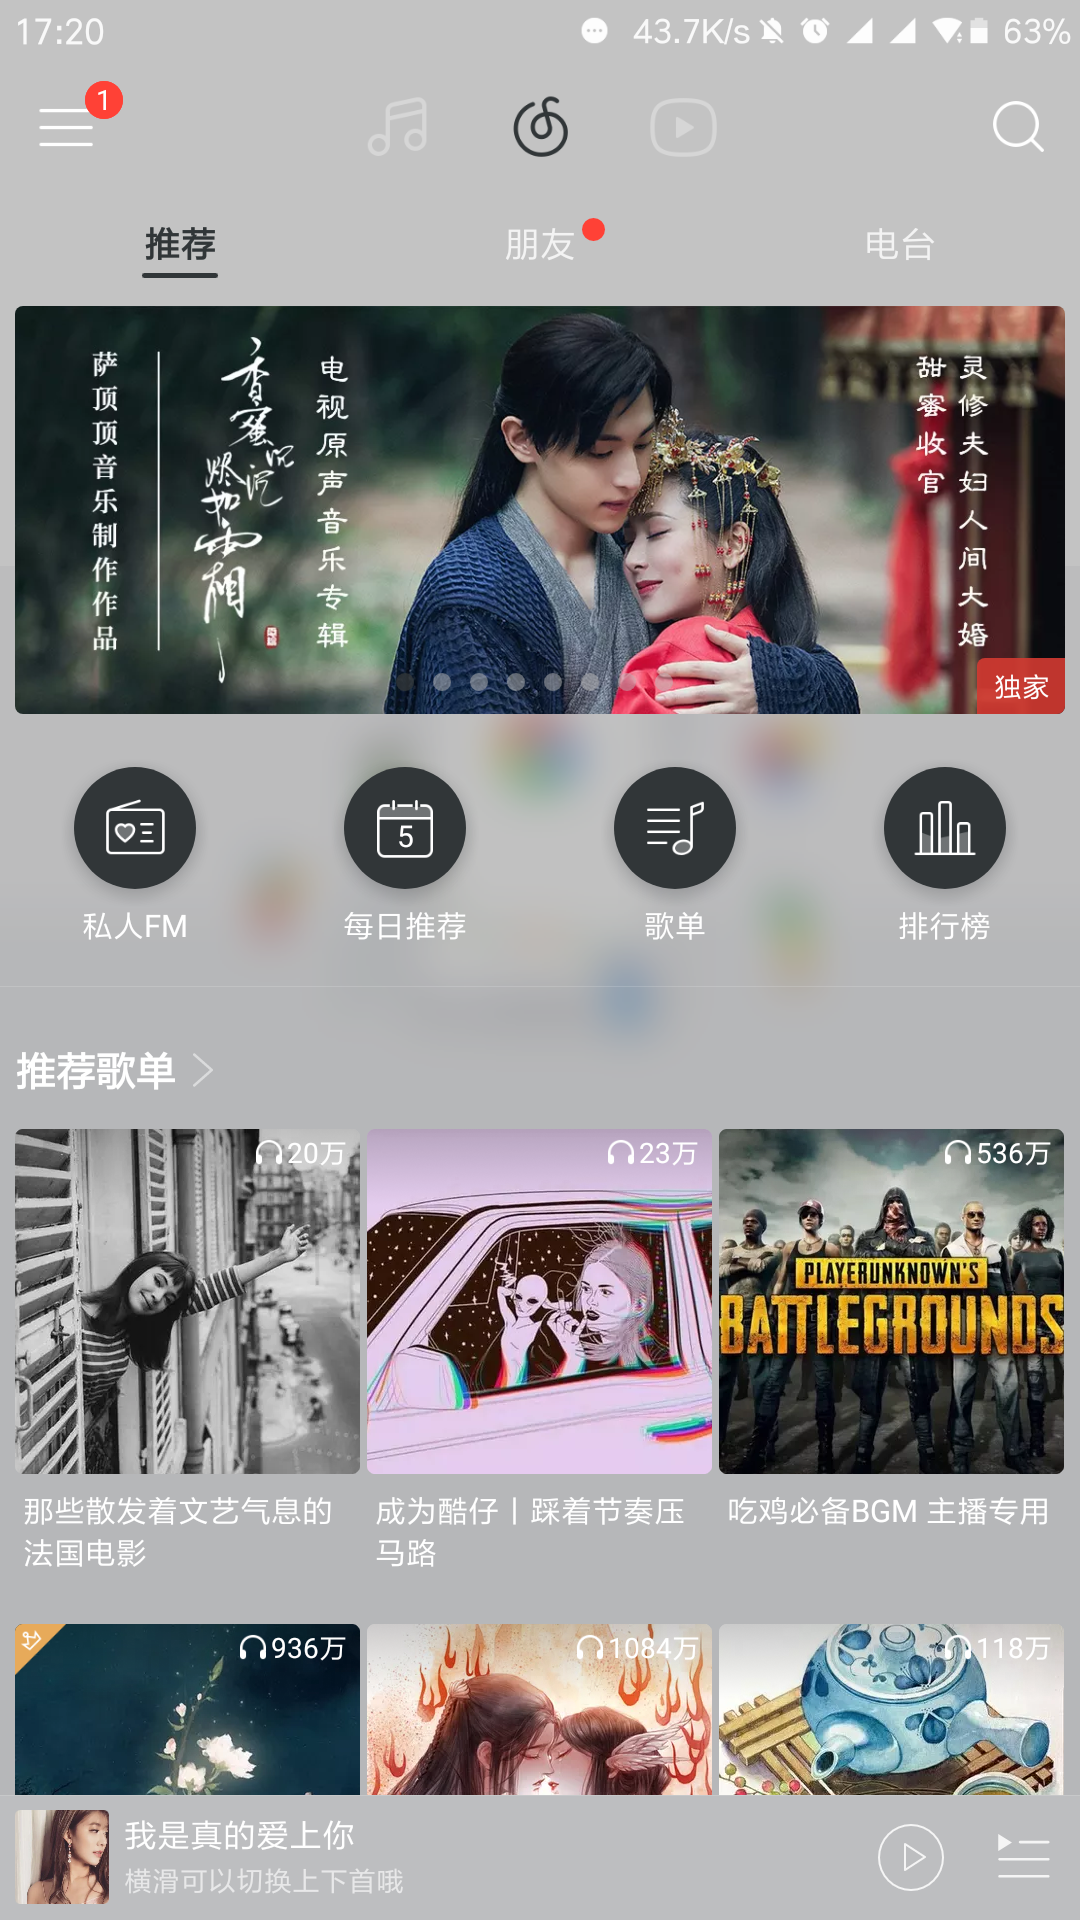 17:20
43.7K/s
63%
1
推荐
朋友
电台
萨顶顶音乐制作作品
香蜜沉沉烬如霜
电视原声音乐专辑
灵修夫妇人间大婚
甜蜜收官
独家
5
私人FM
每日推荐
歌单
排行榜
推荐歌单
20万
23万
536万
PLAYERUNKNOWN'S
BATTLEGROUNDS
那些散发着文艺气息的
法国电影
成为酷仔丨踩着节奏压
马路
吃鸡必备BGM 主播专用
936万
1084万
118万
我是真的爱上你
横滑可以切换上下首哦